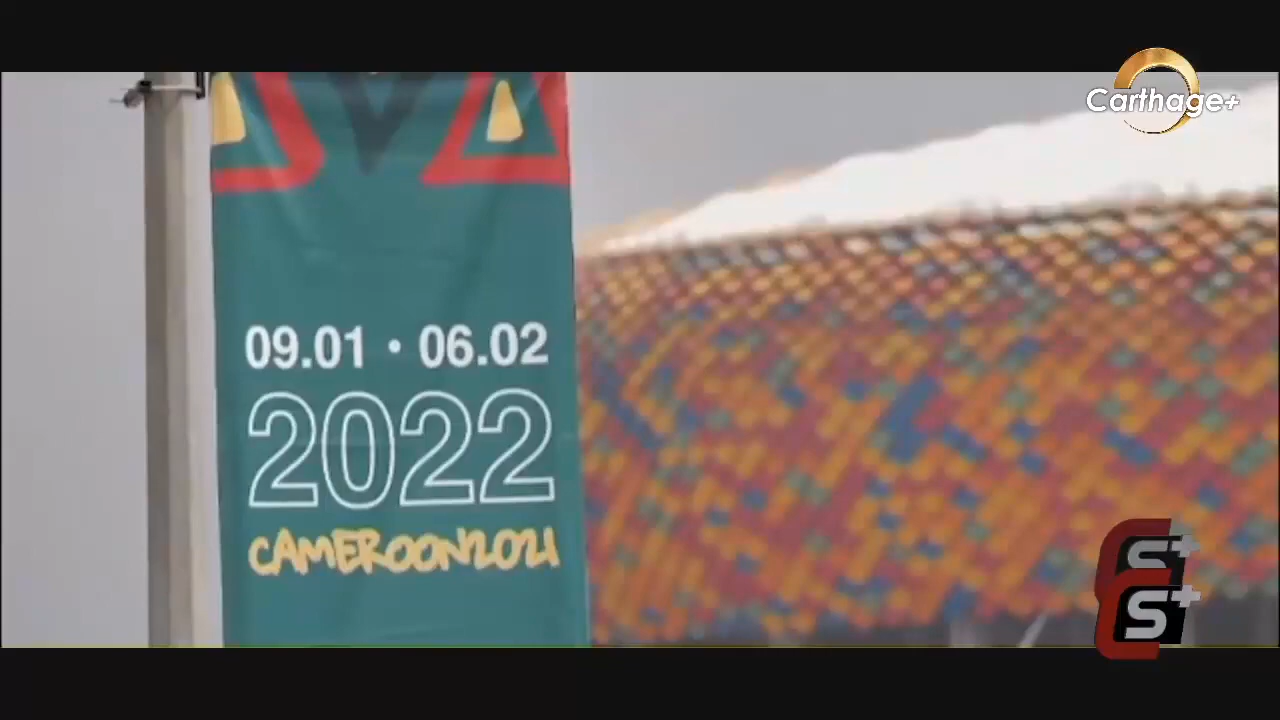 Carthage+
09.01 • 06.02
2022
CAMEROON2021
S+
S+